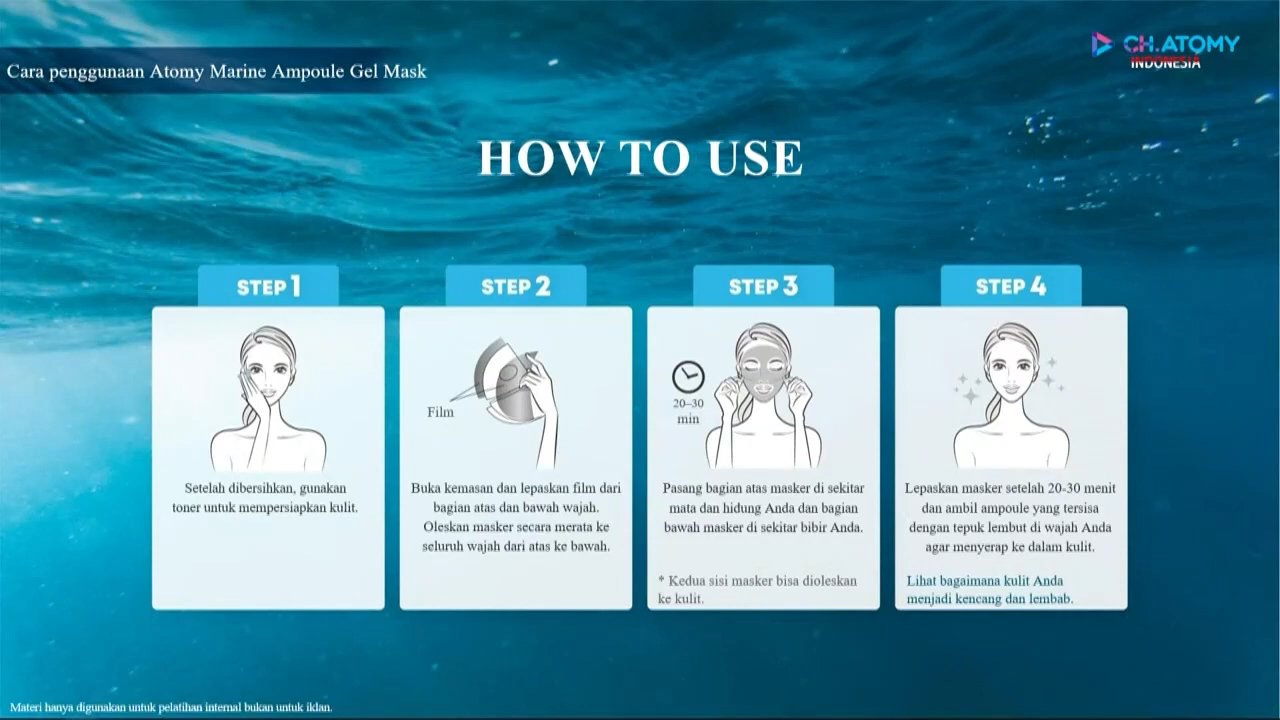 CH.ATOMY
INDONESIA
Cara penggunaan Atomy Marine Ampoule Gel Mask
HOW TO USE
STEP 1
Setelah dibersihkan, gunakan
toner untuk mempersiapkan kulit.
STEP 2
Film
Buka kemasan dan lepaskan film dari
bagian atas dan bawah wajah.
Oleskan masker secara merata ke
seluruh wajah dari atas ke bawah.
STEP 3
20–30
min
Pasang bagian atas masker di sekitar
mata dan hidung Anda dan bagian
bawah masker di sekitar bibir Anda.
* Kedua sisi masker bisa dioleskan
ke kulit.
STEP 4
Lepaskan masker setelah 20-30 menit
dan ambil ampoule yang tersisa
dengan tepuk lembut di wajah Anda
agar menyerap ke dalam kulit.
Lihat bagaimana kulit Anda
menjadi kencang dan lembab.
Materi hanya digunakan untuk pelatihan internal bukan untuk iklan.